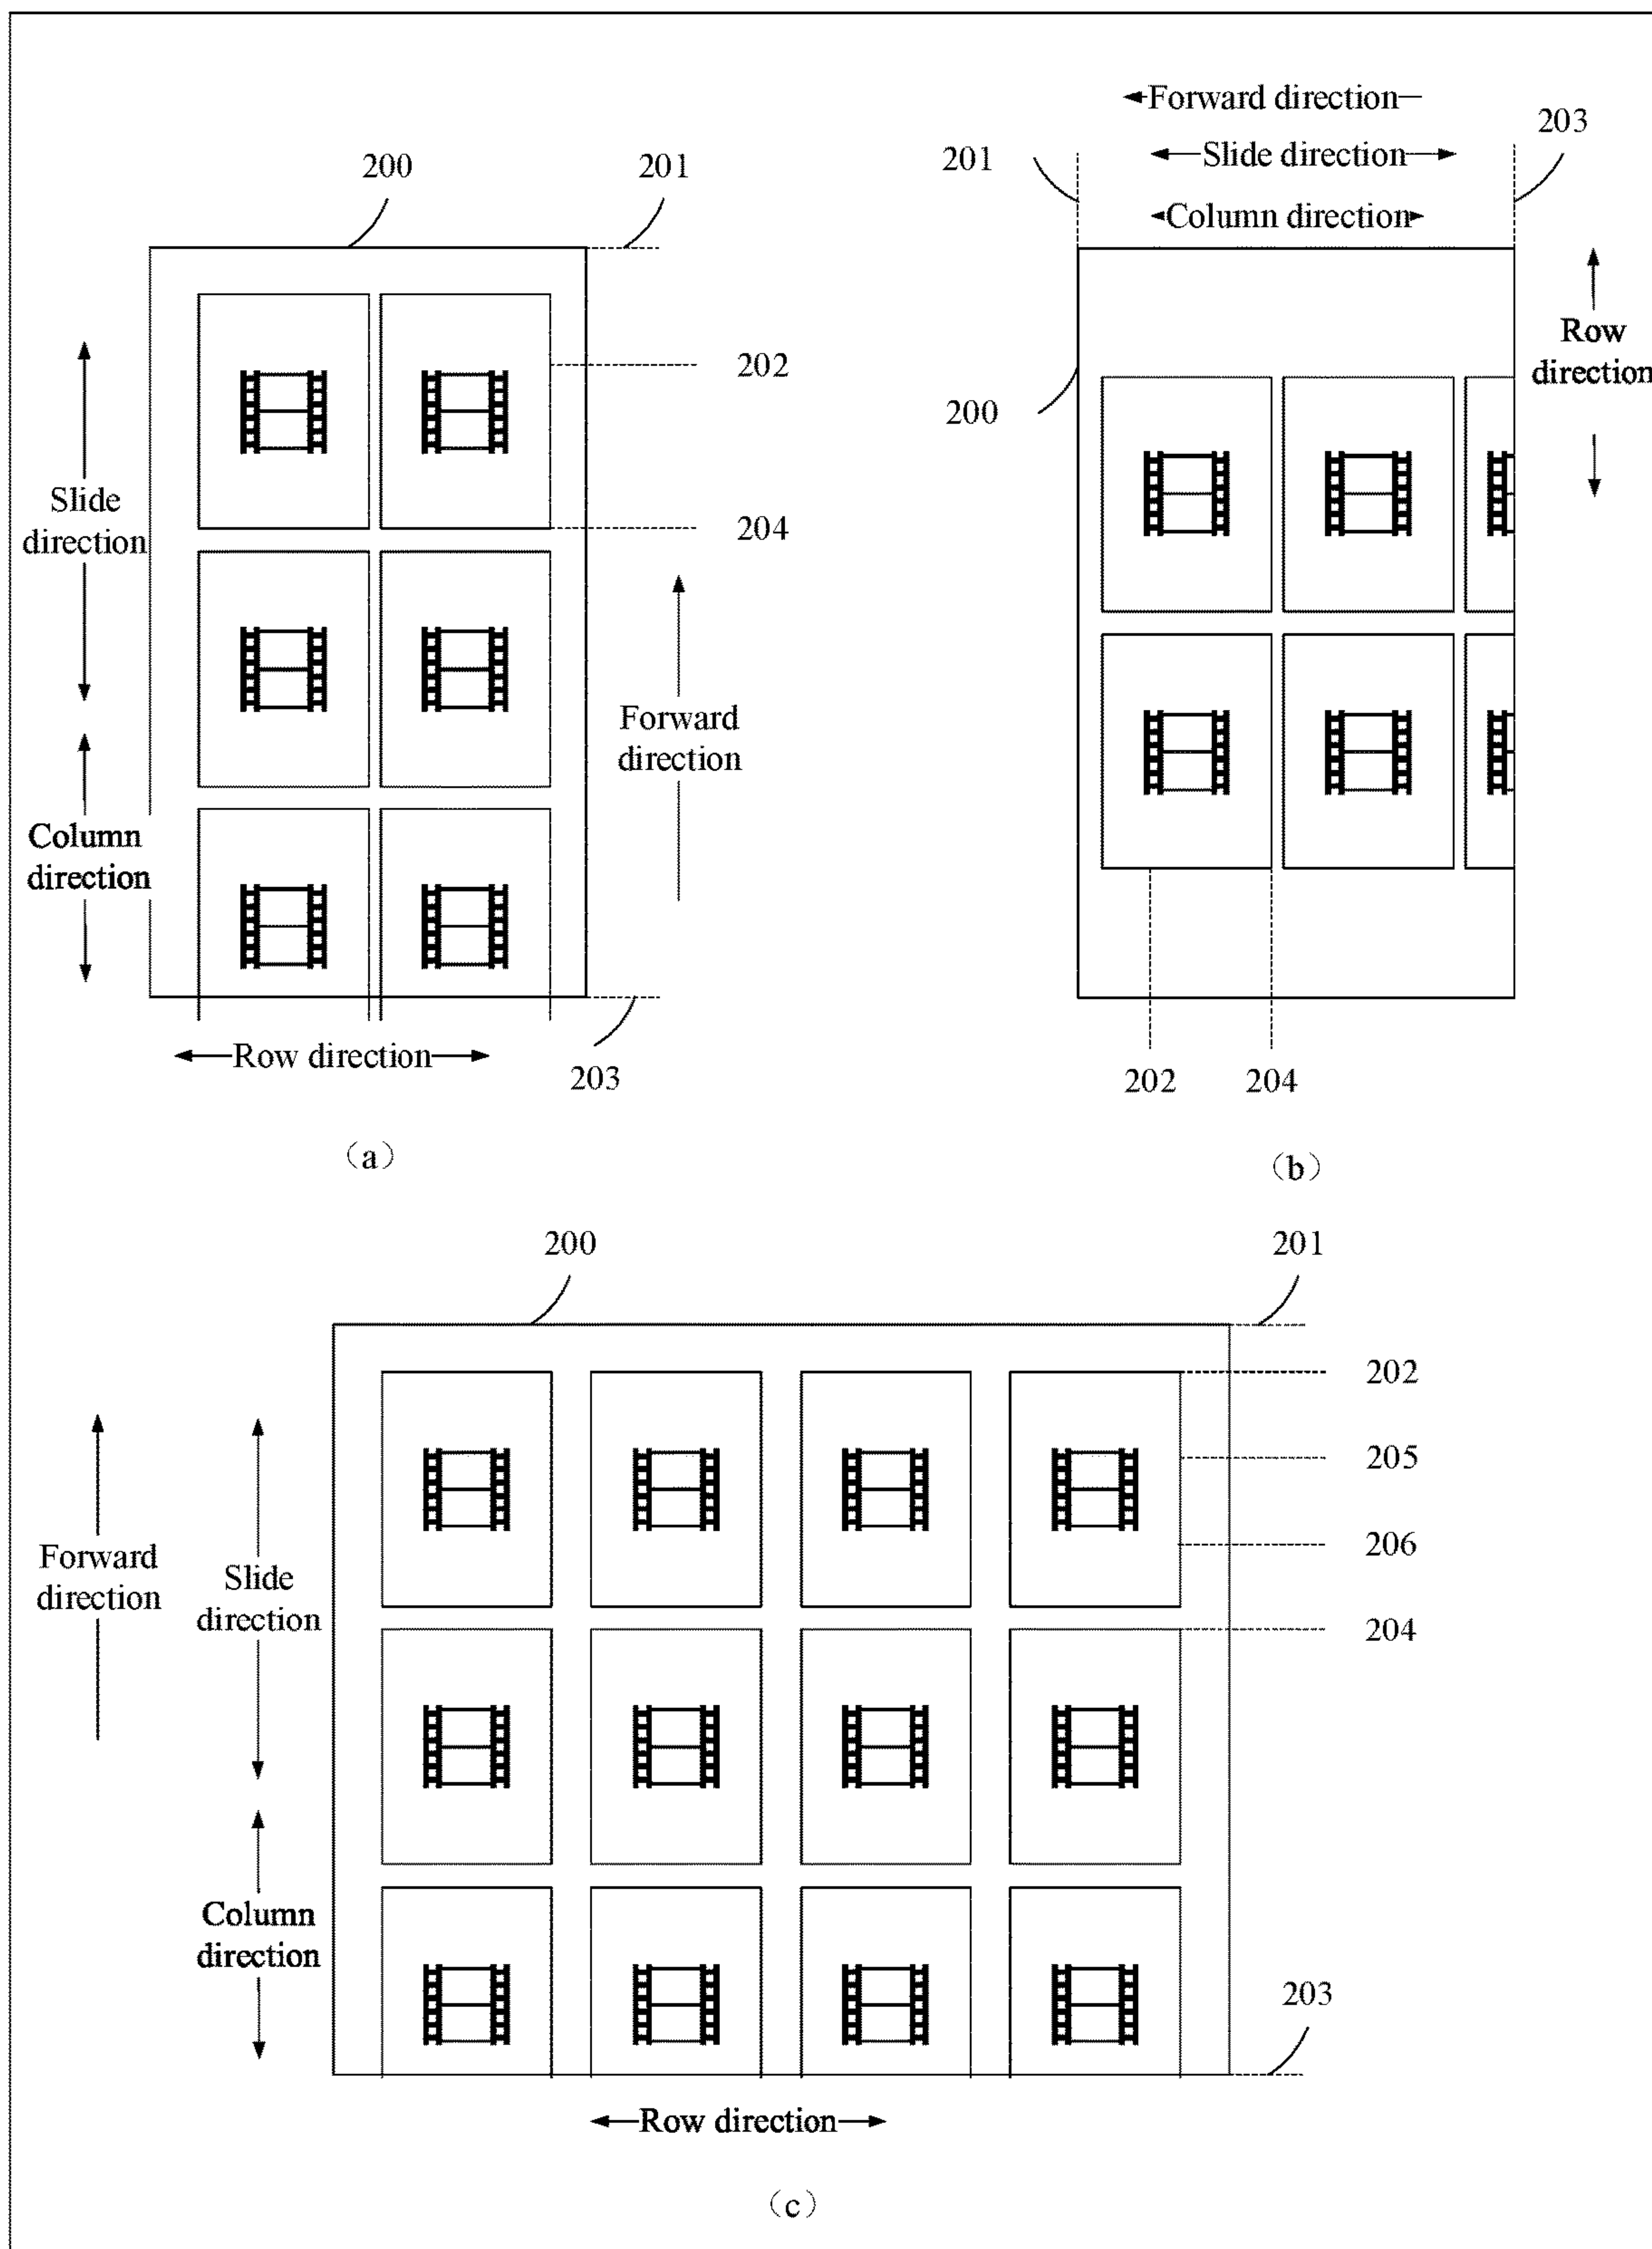 200
201
202
204
Slide
direction
Forward
direction
Column
direction
Row direction
203
（a）
Forward direction
203
201
Slide direction
Column direction
Row
direction
200
202
204
（b）
200
201
202
205
206
204
Forward
direction
Slide
direction
Column
direction
203
Row direction
（c）